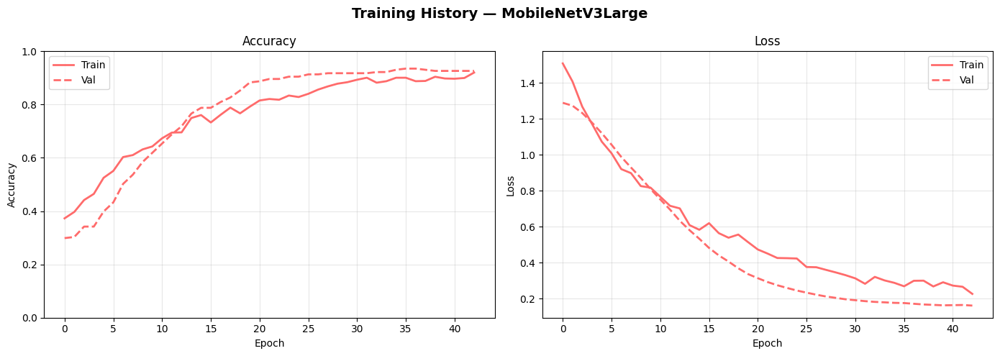 Training History — MobileNetV3Large
Accuracy
Train
Val
Accuracy
1.0
0.8
0.6
0.4
0.2
0.0
0 5 10 15 20 25 30 35 40
Epoch
Loss
Train
Val
Loss
1.4
1.2
1.0
0.8
0.6
0.4
0.2
0 5 10 15 20 25 30 35 40
Epoch